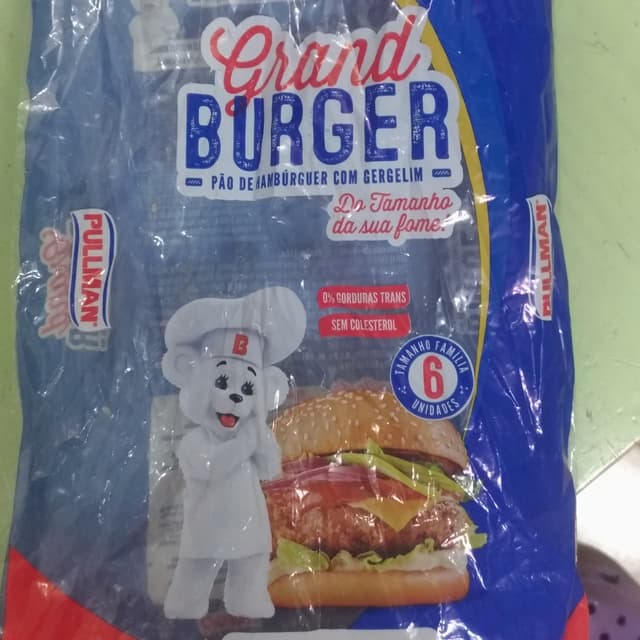 Grand
BURGER
PÃO DE HAMBÚRGUER COM GERGELIM
Do Tamanho
da sua fome!
PULLMAN
PULLMAN
0% GORDURAS TRANS
SEM COLESTEROL
TAMANHO FAMÍLIA
6
UNIDADES
B